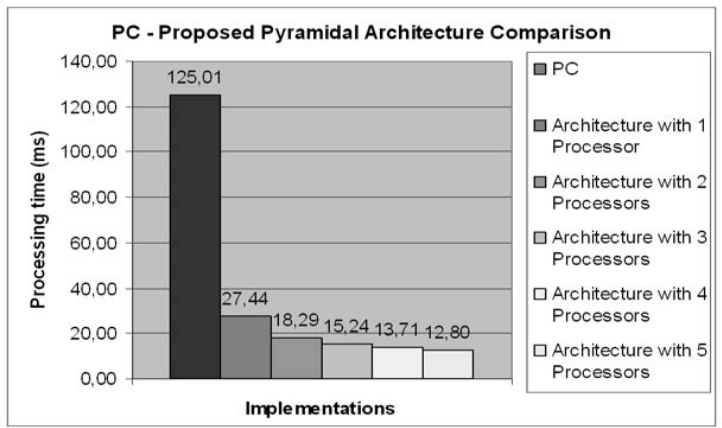 PC - Proposed Pyramidal Architecture Comparison
140,00
120,00
100,00
80,00
60,00
40,00
20,00
0,00
Processing time (ms)
125,01
27,44
18,29
15,24
13,71
12,80
Implementations
PC
Architecture with 1
Processor
Architecture with 2
Processors
Architecture with 3
Processors
Architecture with 4
Processors
Architecture with 5
Processors